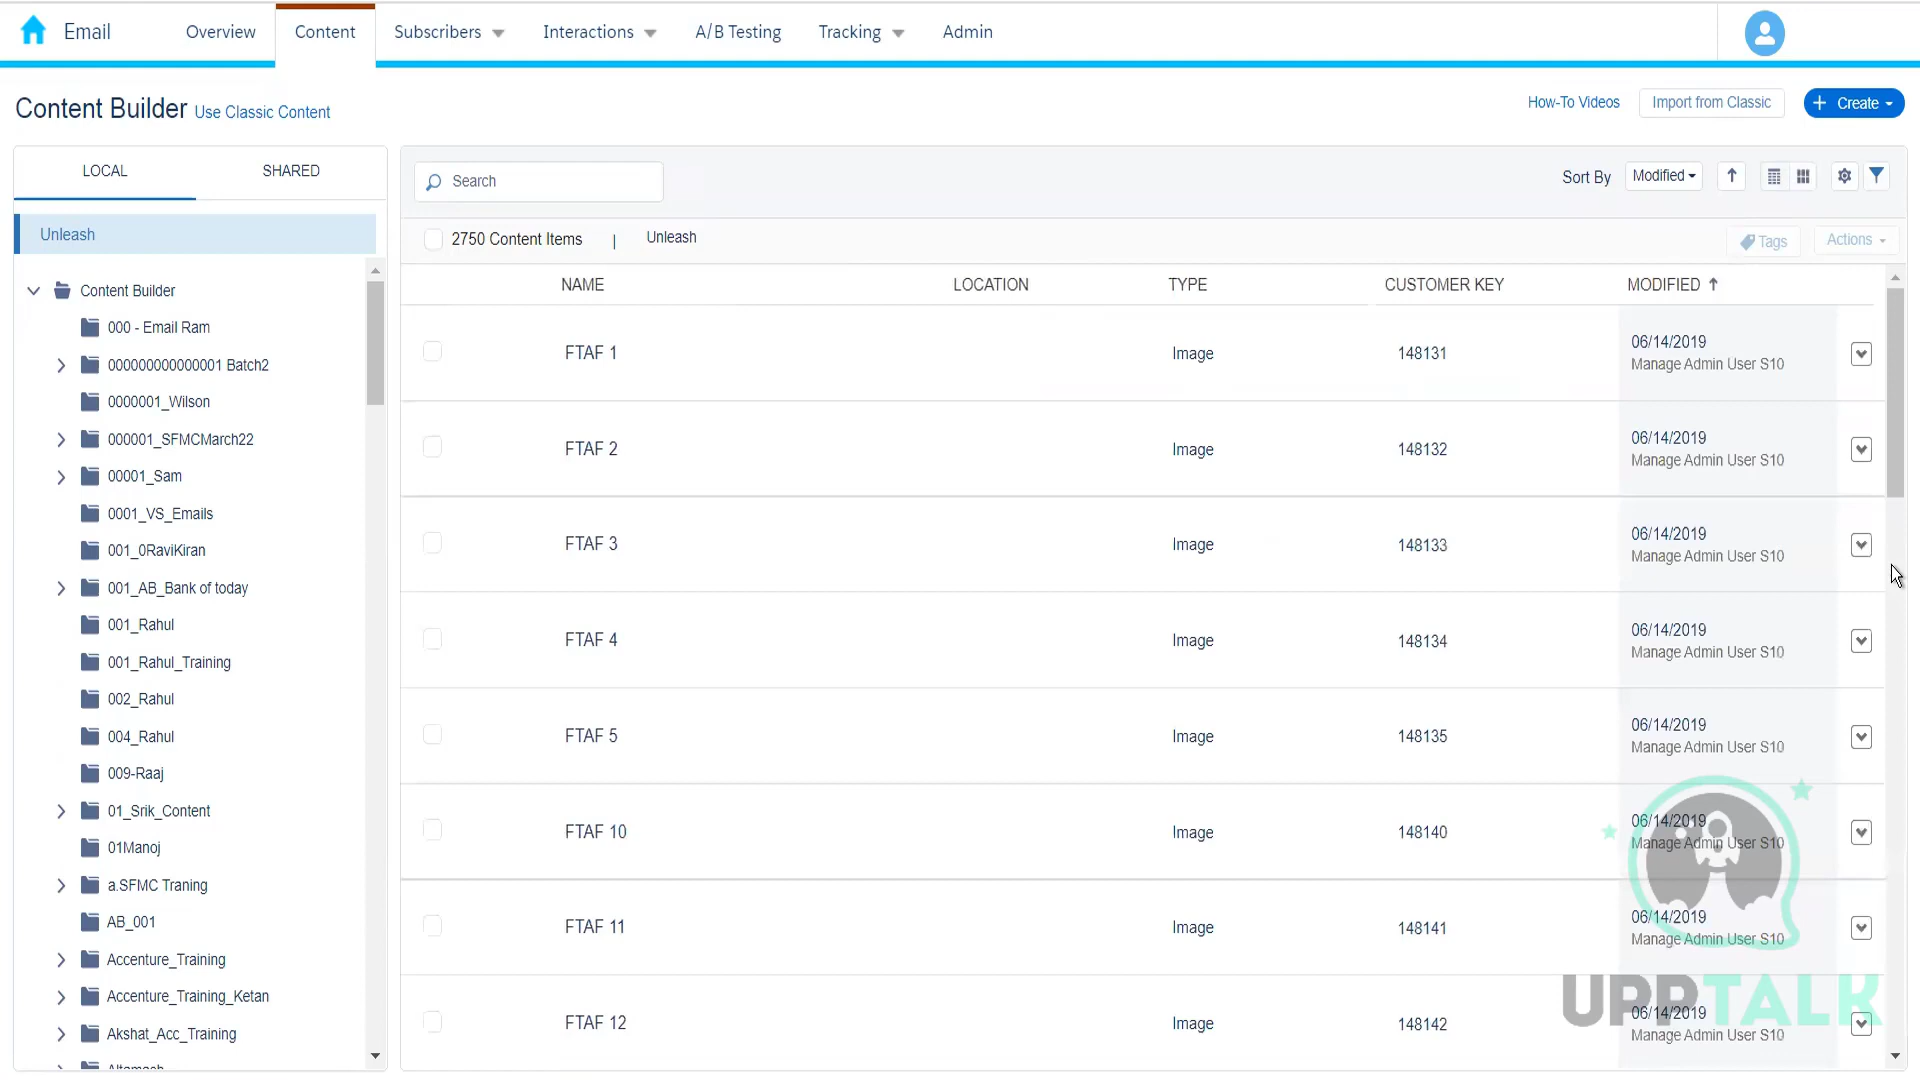 Email Overview Content Subscribers Interactions A/B Testing Tracking Admin
Content Builder Use Classic Content How-To Videos Import from Classic + Create
LOCAL SHARED
Unleash
Content Builder
000 - Email Ram
000000000000001 Batch2
0000001_Wilson
000001_SFMCMarch22
00001_Sam
0001_VS_Emails
001_0RaviKiran
001_AB_Bank of today
001_Rahul
001_Rahul_Training
002_Rahul
004_Rahul
009-Raaj
01_Srik_Content
01Manoj
a.SFMC Traning
AB_001
Accenture_Training
Accenture_Training_Ketan
Akshat_Acc_Training
Search Sort By Modified
2750 Content Items | Unleash Tags Actions
NAME LOCATION TYPE CUSTOMER KEY MODIFIED
FTAF 1 Image 148131 06/14/2019
Manage Admin User S10
FTAF 2 Image 148132 06/14/2019
Manage Admin User S10
FTAF 3 Image 148133 06/14/2019
Manage Admin User S10
FTAF 4 Image 148134 06/14/2019
Manage Admin User S10
FTAF 5 Image 148135 06/14/2019
Manage Admin User S10
FTAF 10 Image 148140 06/14/2019
Manage Admin User S10
FTAF 11 Image 148141 06/14/2019
Manage Admin User S10
FTAF 12 Image 148142 06/14/2019
Manage Admin User S10
UPPTALK